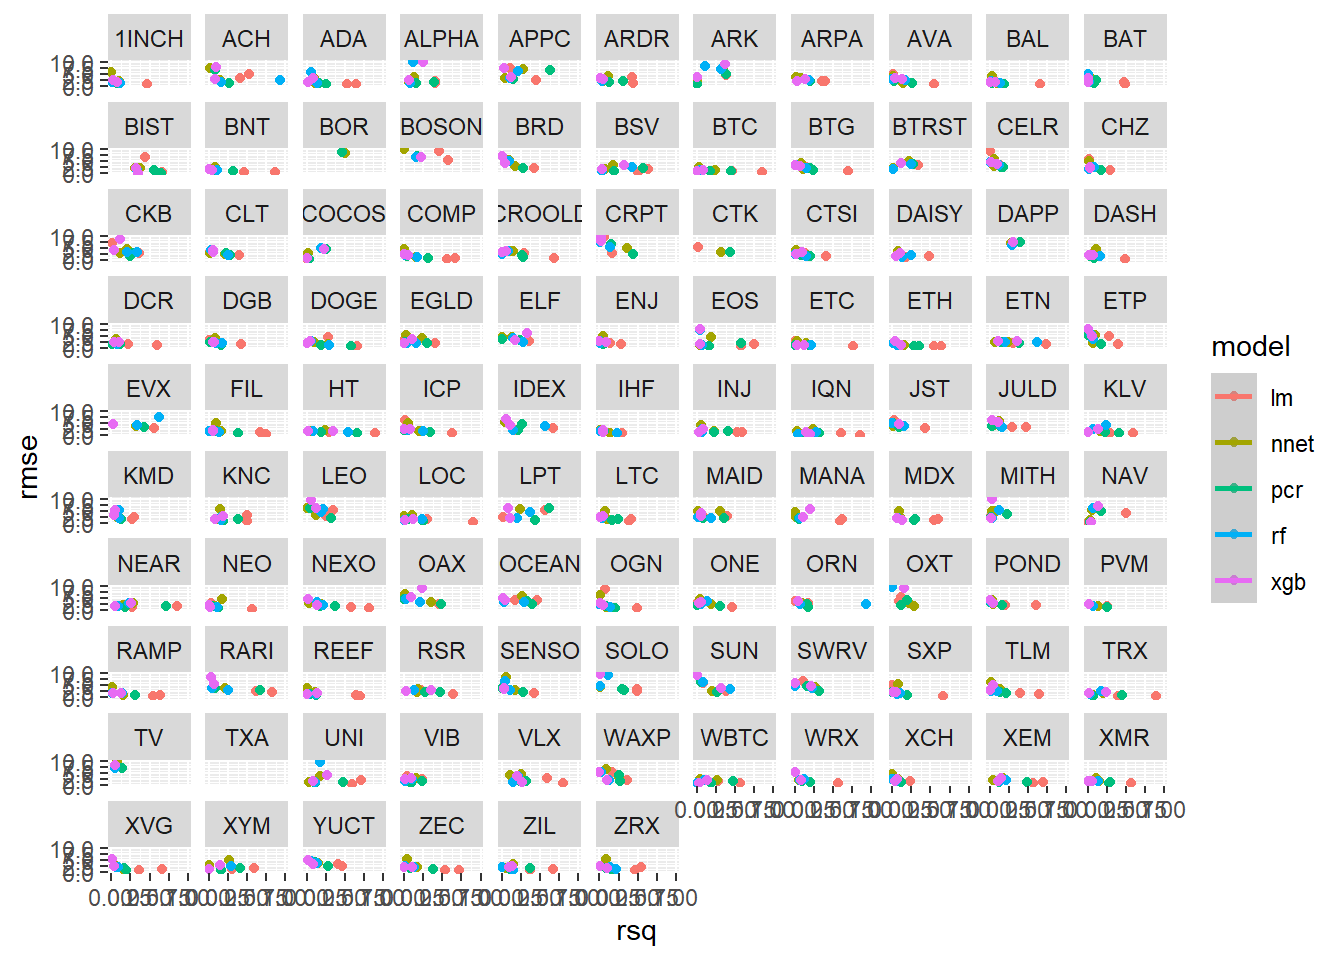 1INCH ACH ADA ALPHA APPC ARDR ARK ARPA AVA BAL BAT
BIST BNT BOR BOSON BRD BSV BTC BTG BTRST CELR CHZ
CKB CLT COCOS COMP CROOLD CRPT CTK CTSI DAISY DAPP DASH
DCR DGB DOGE EGLD ELF ENJ EOS ETC ETH ETN ETP
EVX FIL HT ICP IDEX IHF INJ IQN JST JULD KLV
KMD KNC LEO LOC LPT LTC MAID MANA MDX MITH NAV
NEAR NEO NEXO OAX OCEAN OGN ONE ORN OXT POND PVM
RAMP RARI REEF RSR SENSO SOLO SUN SWRV SXP TLM TRX
TV TXA UNI VIB VLX WAXP WBTC WRX XCH XEM XMR
XVG XYM YUCT ZEC ZIL ZRX
rmse
rsq
model
lm
nnet
pcr
rf
xgb